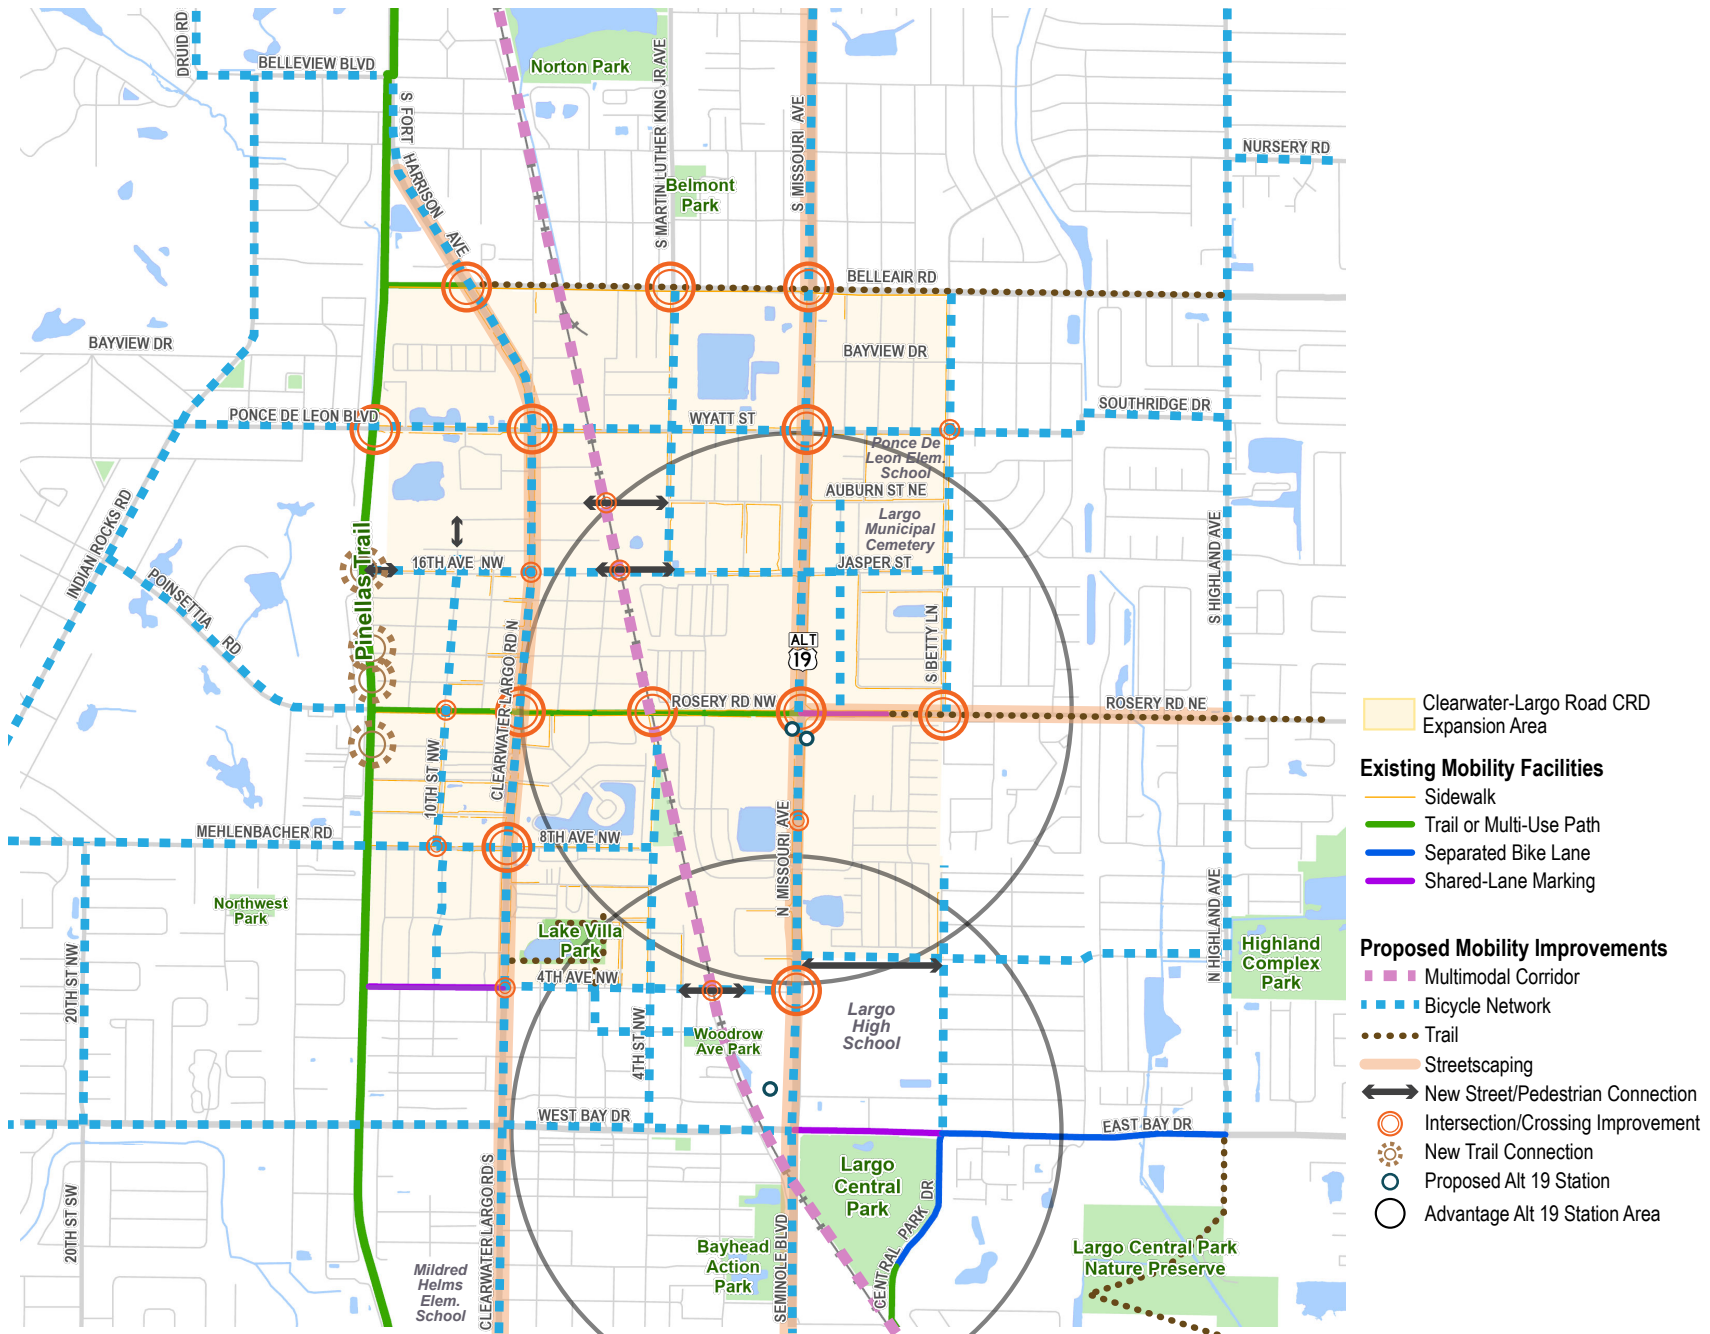 DRUID RD
BELLEVIEW BLVD
S FORT HARRISON AVE
Norton Park
S MARTIN LUTHER KING JR AVE
S MISSOURI AVE
NURSERY RD
Belmont
Park
BELLEAIR RD
BAYVIEW DR
BAYVIEW DR
PONCE DE LEON BLVD
WYATT ST
SOUTHRIDGE DR
Ponce De
Leon Elem.
School
AUBURN ST NE
INDIAN ROCKS RD
Largo
Municipal
Cemetery
S HIGHLAND AVE
Pinellas Trail
16TH AVE NW
JASPER ST
POINSETTIA RD
CLEARWATER-LARGO RD N
ALT
19
S BETTY LN
ROSERY RD NW
ROSERY RD NE
10TH ST NW
MEHLENBACHER RD
8TH AVE NW
N MISSOURI AVE
Northwest
Park
Lake Villa
Park
N HIGHLAND AVE
Highland
Complex
Park
20TH ST NW
4TH AVE NW
Largo
High
School
4TH ST NW
Woodrow
Ave Park
WEST BAY DR
EAST BAY DR
Largo
Central
Park
20TH ST SW
CLEARWATER LARGO RD S
CENTRAL PARK DR
SEMINOLE BLVD
Bayhead
Action
Park
Largo Central Park
Nature Preserve
Mildred
Helms
Elem.
School
Clearwater-Largo Road CRD
Expansion Area
Existing Mobility Facilities
Sidewalk
Trail or Multi-Use Path
Separated Bike Lane
Shared-Lane Marking
Proposed Mobility Improvements
Multimodal Corridor
Bicycle Network
Trail
Streetscaping
New Street/Pedestrian Connection
Intersection/Crossing Improvement
New Trail Connection
Proposed Alt 19 Station
Advantage Alt 19 Station Area